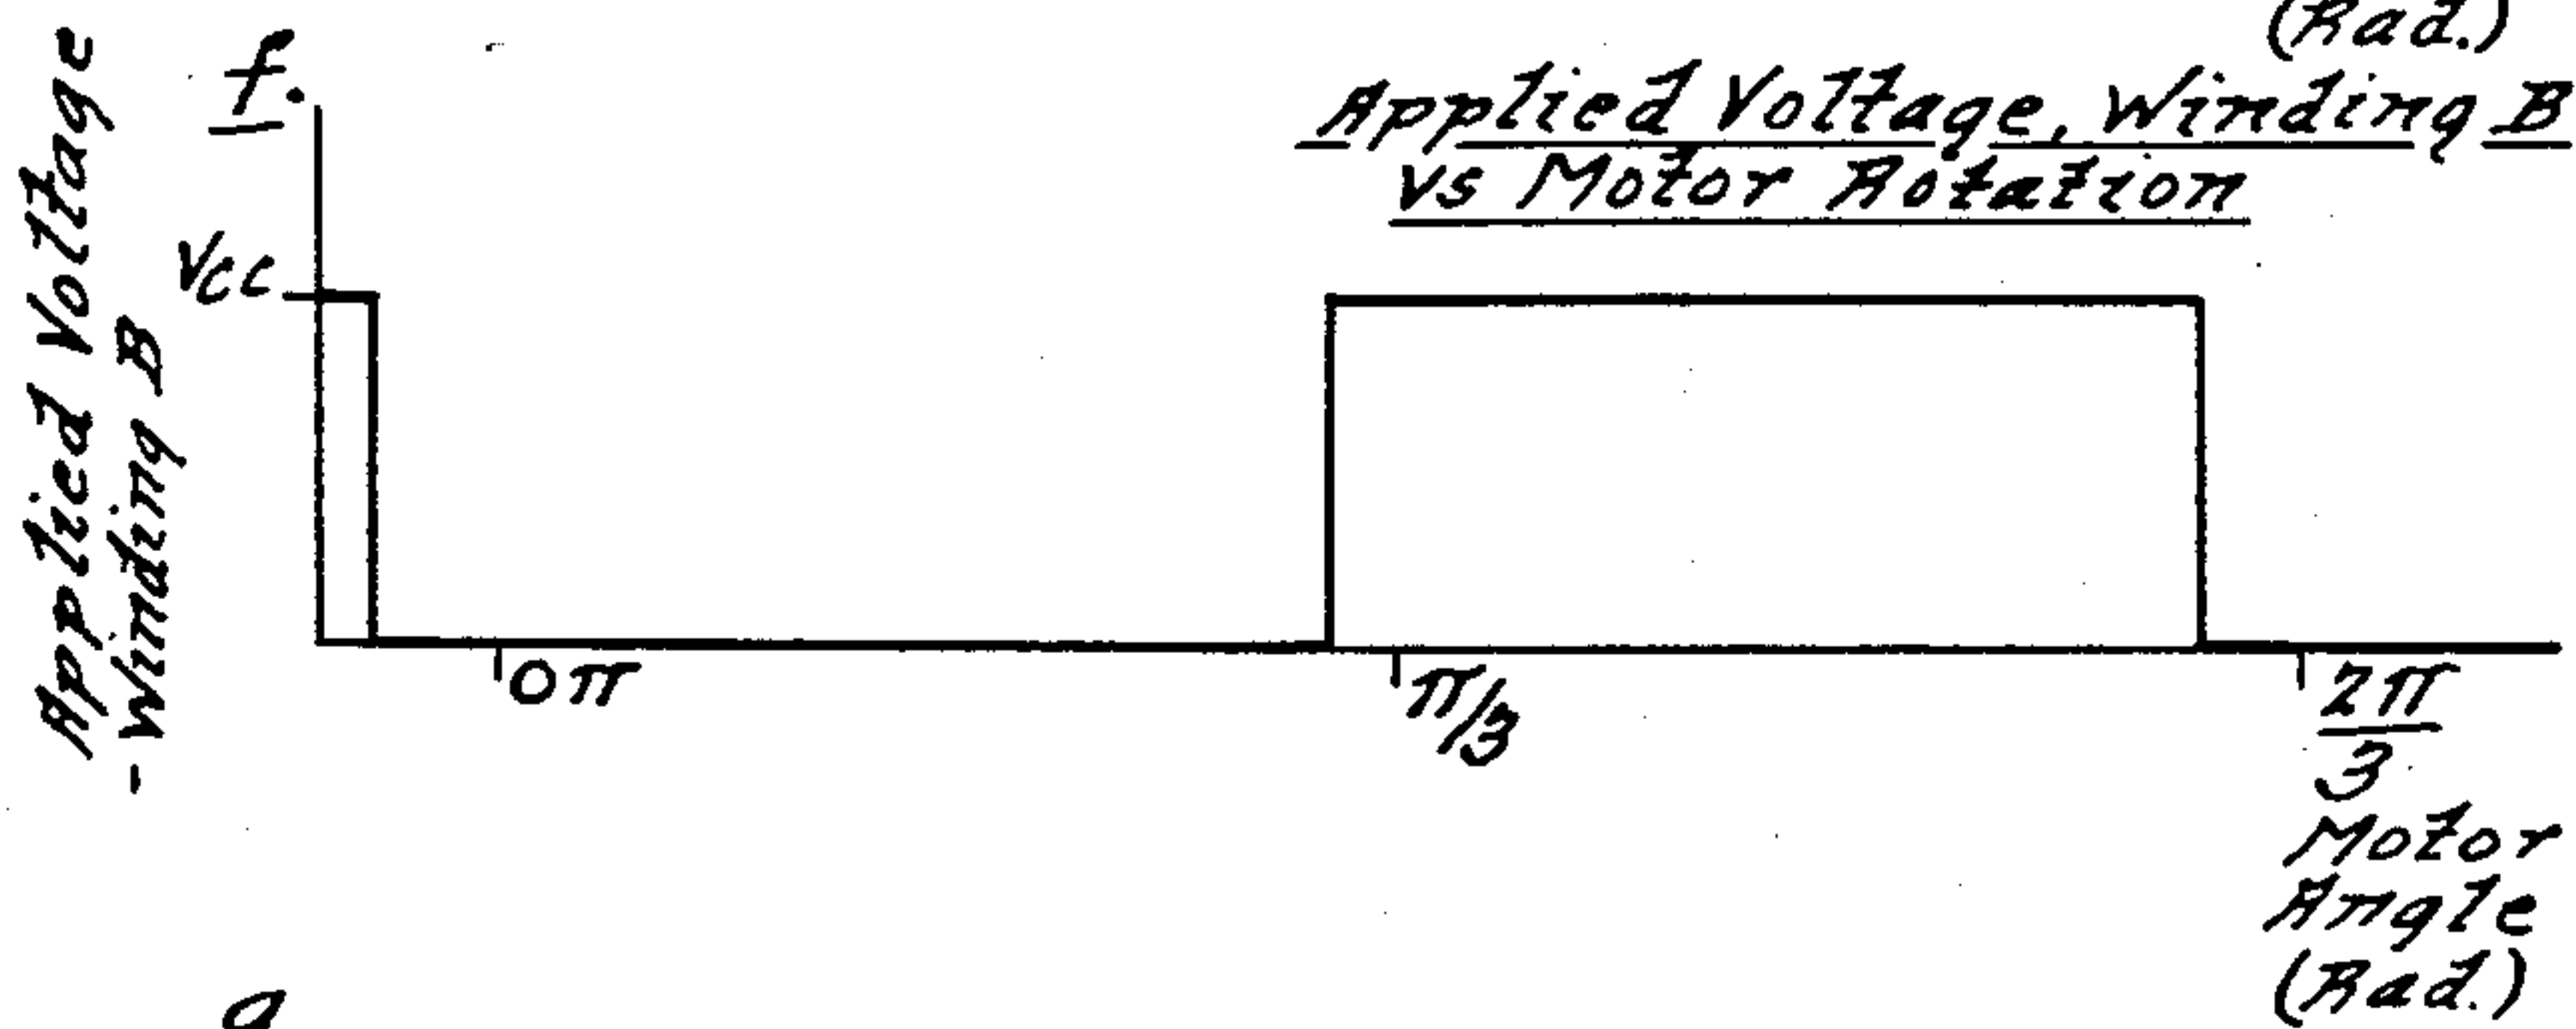 (Rad.)
f.
Applied Voltage, Winding B
vs Motor Rotation
Applied Voltage
- Winding B
Vcc
0π
π/3
2π
3
Motor
Angle
(Rad.)